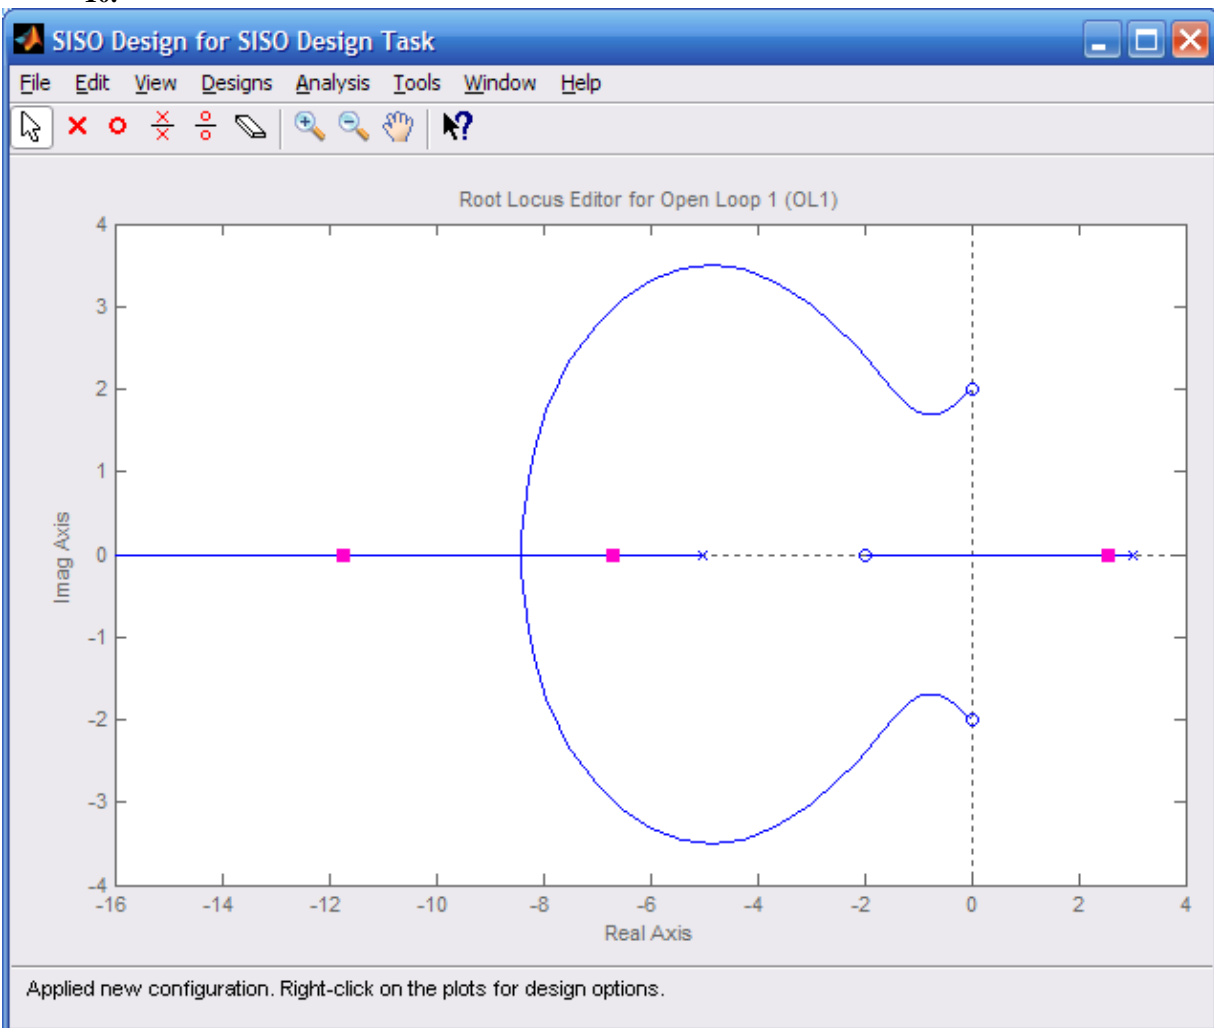 10.
SISO Design for SISO Design Task
File Edit View Designs Analysis Tools Window Help
Root Locus Editor for Open Loop 1 (OL1)
4
3
2
1
0
-1
-2
-3
-4
Imag Axis
-16 -14 -12 -10 -8 -6 -4 -2 0 2 4
Real Axis
Applied new configuration. Right-click on the plots for design options.